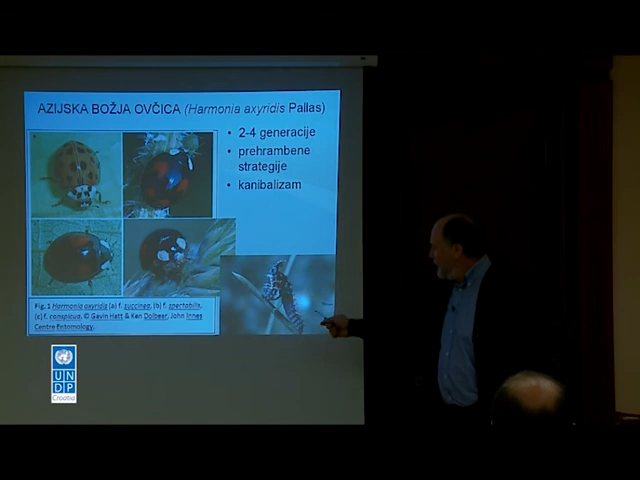 AZIJSKA BOŽJA OVČICA (Harmonia axyridis Pallas)
• 2-4 generacije
• prehrambene
strategije
• kanibalizam
Fig. 1 Harmonia axyridis (a) f. succinea, (b) f. spectabilis,
(c) f. conspicua. © Gavin Hatt & Ken Dolbear, John Innes
Centre Entomology.
UN
DP
Croatia